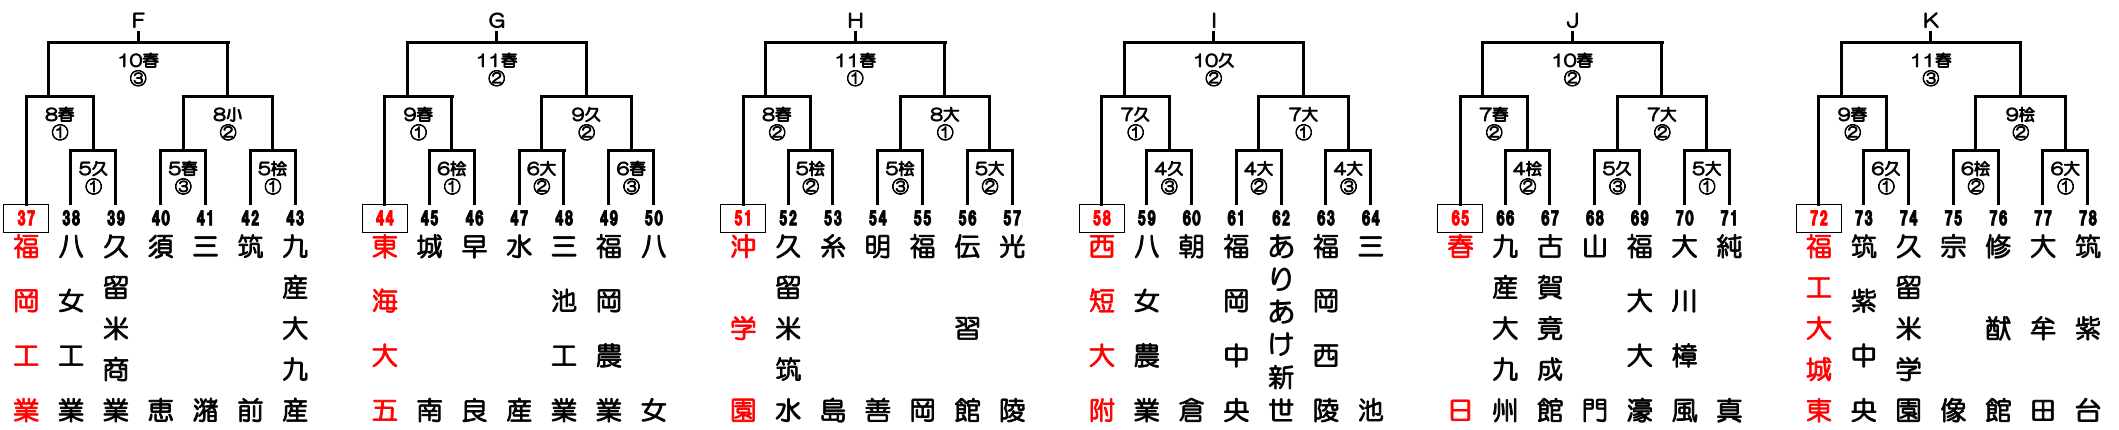 F G H I J K
10春 11春 11春 10久 10春 11春
③ ② ① ② ② ③
8春 8小 9春 9久 8春 8大 7久 7大 7春 7大 9春 9桧
① ② ① ② ② ① ① ① ② ② ② ②
5久 5春 5桧 6桧 6大 6春 5桧 5桧 5大 4久 4大 4大 4桧 5久 5大 6久 6桧 6大
① ③ ① ① ② ③ ② ③ ② ③ ② ③ ② ③ ① ① ② ①
37 福岡工業
38 八女工業
39 久留米商業
40 須恵
41 三潴
42 筑前
43 九産大九産
44 東海大五
45 城南
46 早良
47 水産
48 三池工業
49 福岡農業
50 八女
51 沖学園
52 久留米筑水
53 糸島
54 明善
55 福岡
56 伝習館
57 光陵
58 西短大附
59 八女農業
60 朝倉
61 福岡中央
62 ありあけ新世
63 福岡西陵
64 三池
65 春日
66 九産大九州
67 古賀竟成館
68 山門
69 福大大濠
70 大川樟風
71 純真
72 福工大城東
73 筑紫中央
74 久留米学園
75 宗像
76 修猷館
77 大牟田
78 筑紫台